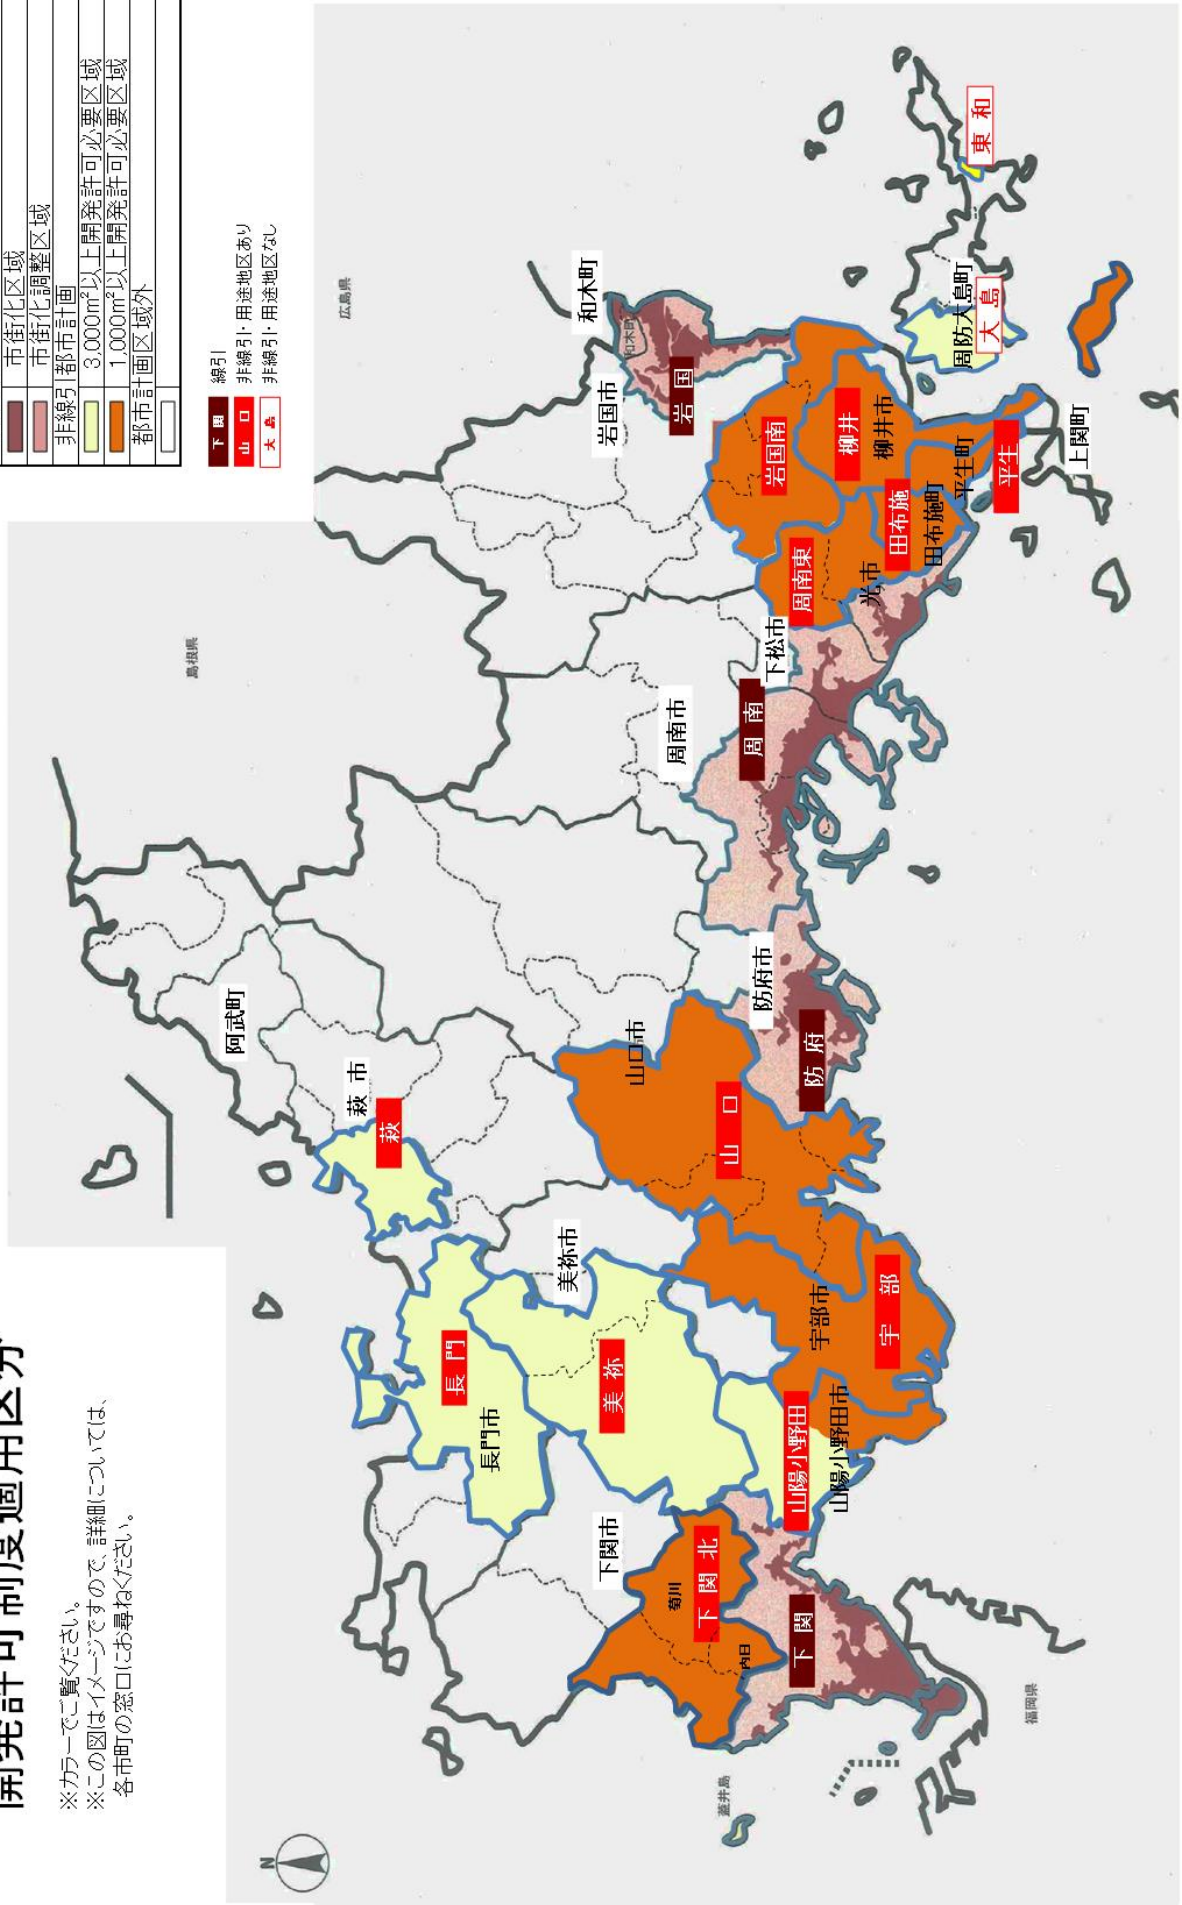 開発許可制度適用区分
※カラーでご覧ください。
※この図はイメージですので、詳細については、
各市町の窓口にお尋ねください。
市街化区域
市街化調整区域
非線引都市計画
3,000m²以上開発許可必要区域
1,000m²以上開発許可必要区域
都市計画区域外
下関 線引
山口 非線引・用途地区あり
大島 非線引・用途地区なし
N
島根県
広島県
福岡県
蓋井島
阿武町
萩市
萩
長門
長門市
美祢市
美祢
下関市
菊川
下関北
内日
下関
山陽小野田
山陽小野田市
宇部市
宇部
山口市
山口
防府市
防府
周南市
周南
下松市
周南東
光市
岩国市
和木町
和木町
岩国
岩国南
柳井
柳井市
田布施
田布施町
平生町
平生
上関町
周防大島町
大島
東和